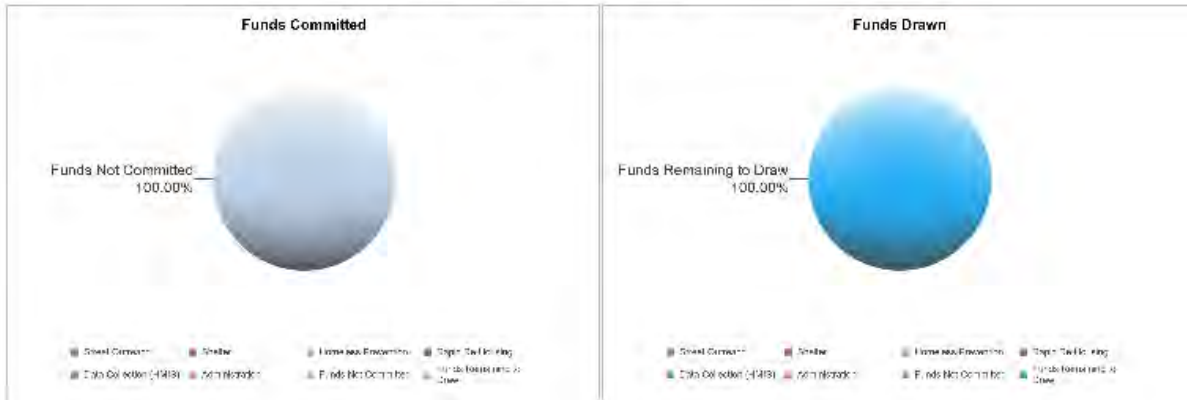 Funds Committed
Funds Not Committed
100.00%
Street Outreach
Shelter
Homeless Prevention
Rapid Re-Housing
Data Collection (HMIS)
Administration
Funds Not Committed
Funds Remaining to
Draw
Funds Drawn
Funds Remaining to Draw
100.00%
Street Outreach
Shelter
Homeless Prevention
Rapid Re-Housing
Data Collection (HMIS)
Administration
Funds Not Committed
Funds Remaining to
Draw